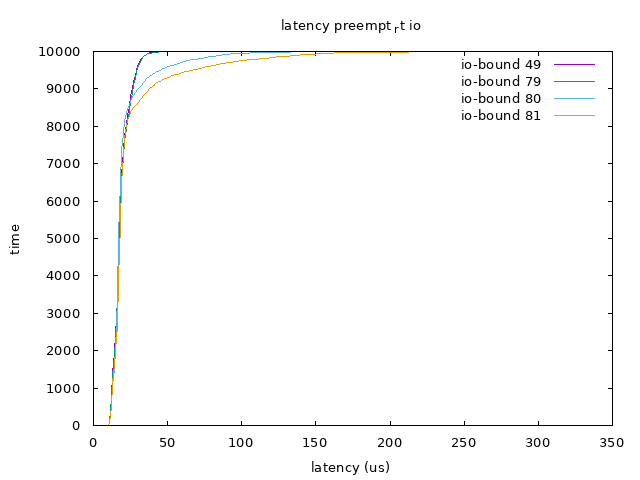 latency preempt_rt io
10000
9000
8000
7000
6000
5000
4000
3000
2000
1000
0
time
io-bound 49
io-bound 79
io-bound 80
io-bound 81
0 50 100 150 200 250 300 350
latency (us)